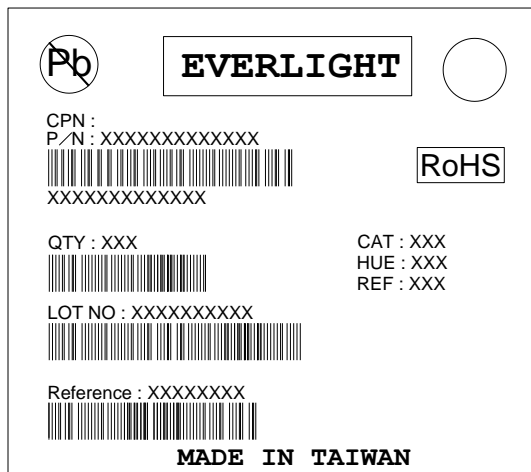 Pb
EVERLIGHT
CPN :
P/N : XXXXXXXXXXXXX
RoHS
XXXXXXXXXXXXX
QTY : XXX
CAT : XXX
HUE : XXX
REF : XXX
LOT NO : XXXXXXXXXX
Reference : XXXXXXXX
MADE IN TAIWAN